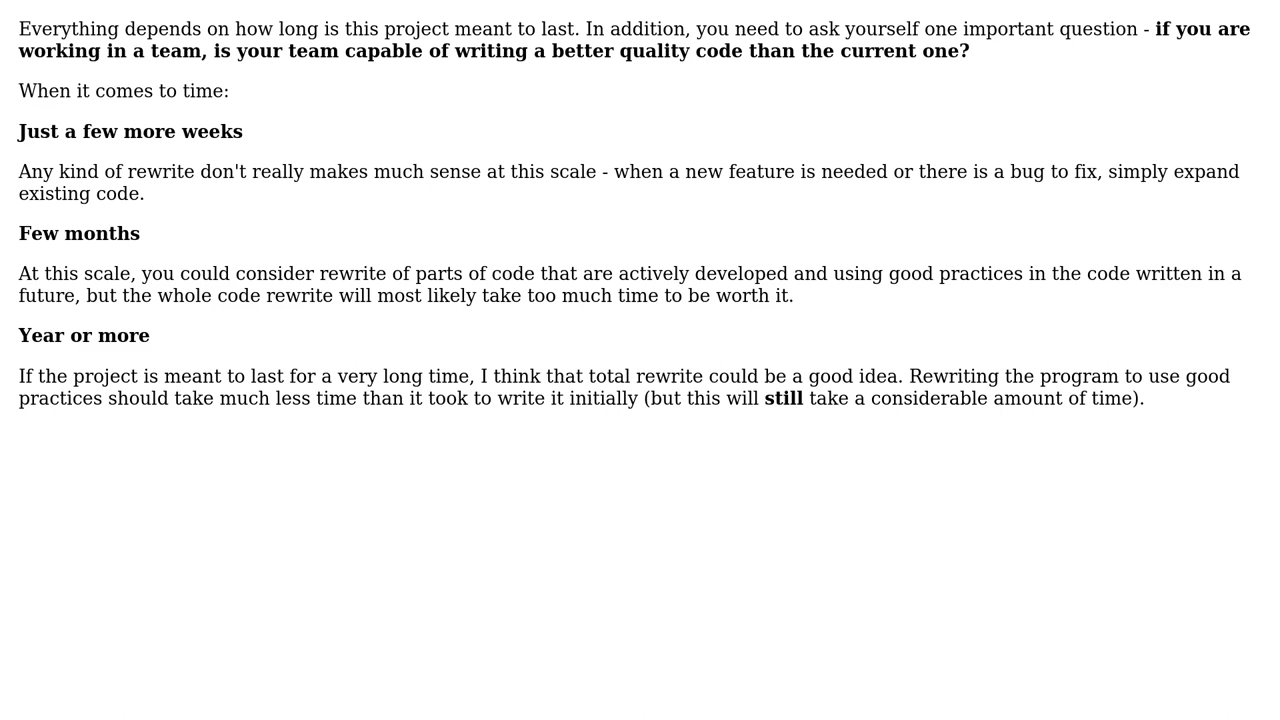 Everything depends on how long is this project meant to last. In addition, you need to ask yourself one important question - if you are
working in a team, is your team capable of writing a better quality code than the current one?
When it comes to time:
Just a few more weeks
Any kind of rewrite don't really makes much sense at this scale - when a new feature is needed or there is a bug to fix, simply expand
existing code.
Few months
At this scale, you could consider rewrite of parts of code that are actively developed and using good practices in the code written in a
future, but the whole code rewrite will most likely take too much time to be worth it.
Year or more
If the project is meant to last for a very long time, I think that total rewrite could be a good idea. Rewriting the program to use good
practices should take much less time than it took to write it initially (but this will still take a considerable amount of time).